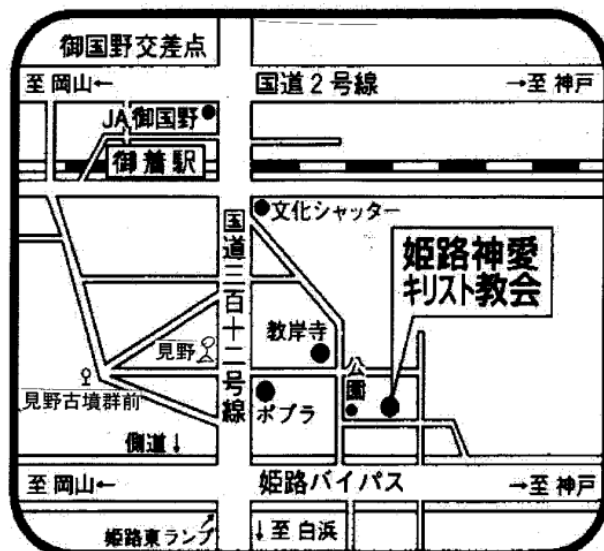 御国野交差点
至 岡山←
国道2号線
→至 神戸
JA御国野
御着駅
文化シャッター
国道三百十二号線
姫路神愛
キリスト教会
教岸寺
見野
公園
見野古墳群前
ポプラ
側道↓
至 岡山←
姫路バイパス
→至 神戸
姫路東ランプ
↓至 白浜